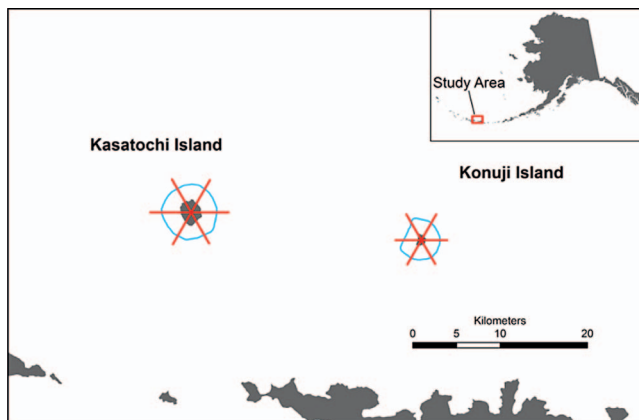 Study Area
Kasatochi Island
Konuji Island
Kilometers
0 5 10 20